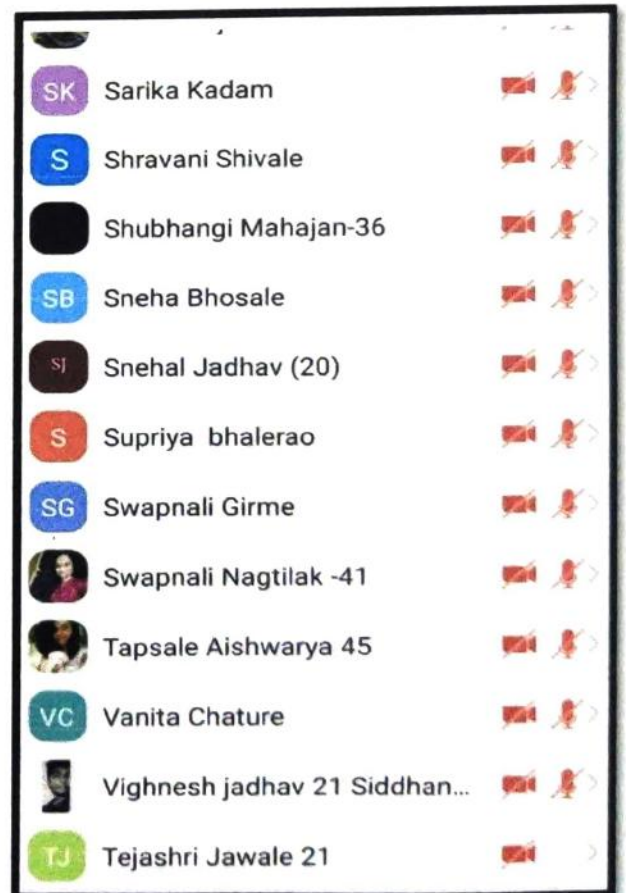 SK Sarika Kadam
S Shravani Shivale
Shubhangi Mahajan-36
SB Sneha Bhosale
SJ Snehal Jadhav (20)
S Supriya bhalerao
SG Swapnali Girme
Swapnali Nagtilak -41
Tapsale Aishwarya 45
VC Vanita Chature
Vighnesh jadhav 21 Siddhan...
TJ Tejashri Jawale 21